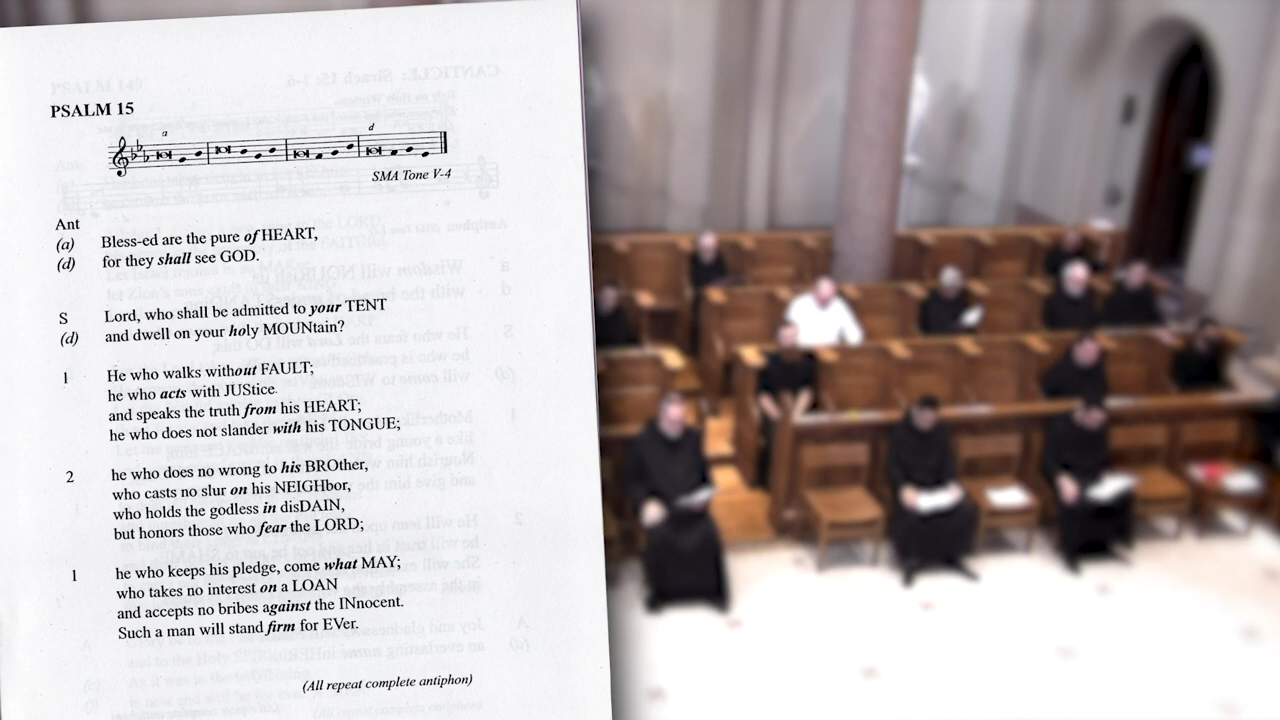 PSALM 15
a
d
SMA Tone V-4
Ant
(a) Bless-ed are the pure of HEART,
(d) for they shall see GOD.
S Lord, who shall be admitted to your TENT
(d) and dwell on your holy MOUNtain?
1 He who walks without FAULT;
he who acts with JUStice.
and speaks the truth from his HEART;
he who does not slander with his TONGUE;
2 he who does no wrong to his BROther,
who casts no slur on his NEIGHbor,
who holds the godless in disDAIN,
but honors those who fear the LORD;
1 he who keeps his pledge, come what MAY;
who takes no interest on a LOAN
and accepts no bribes against the INnocent.
Such a man will stand firm for EVer.
(All repeat complete antiphon)